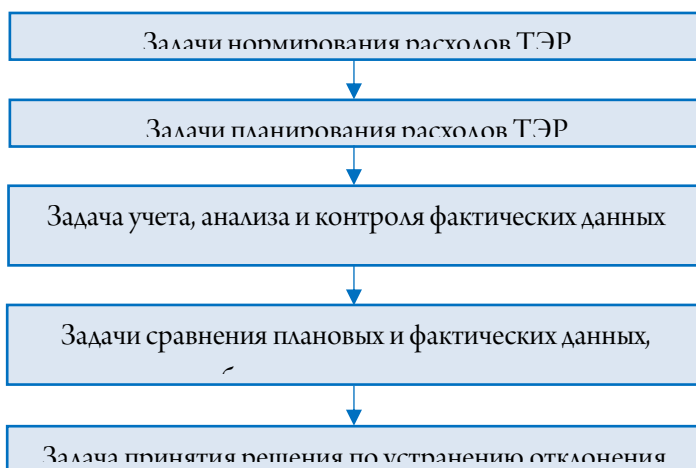 Задачи нормирования расходов ТЭР
Задачи планирования расходов ТЭР
Задача учета, анализа и контроля фактических данных
Задачи сравнения плановых и фактических данных,
Задача принятия решения по устранению отклонения